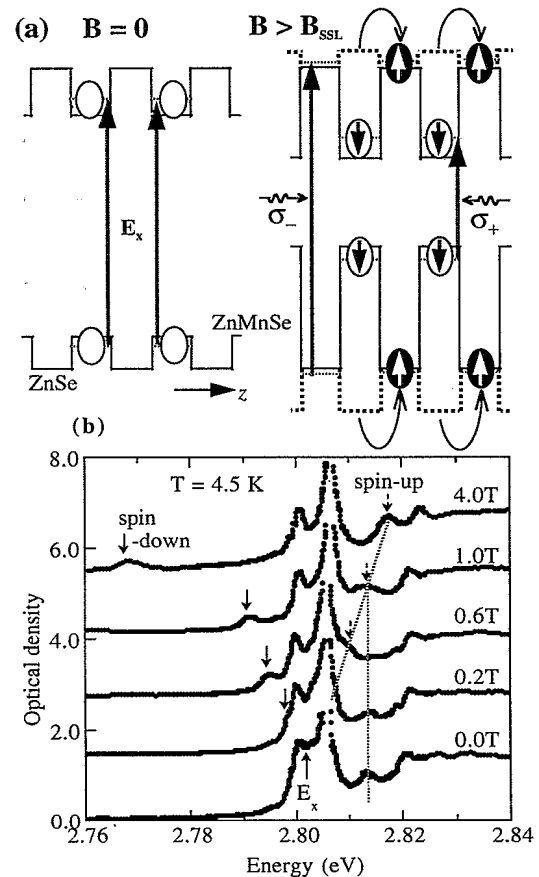 (a) B = 0
B > B_SSL
E_x
σ_
σ_+
ZnMnSe
ZnSe
z
(b)
8.0
T = 4.5 K
spin-up
4.0T
spin
-down
6.0
1.0T
0.6T
4.0
0.2T
2.0
0.0T
E_x
0.0
2.76 2.78 2.80 2.82 2.84
Optical density
Energy (eV)